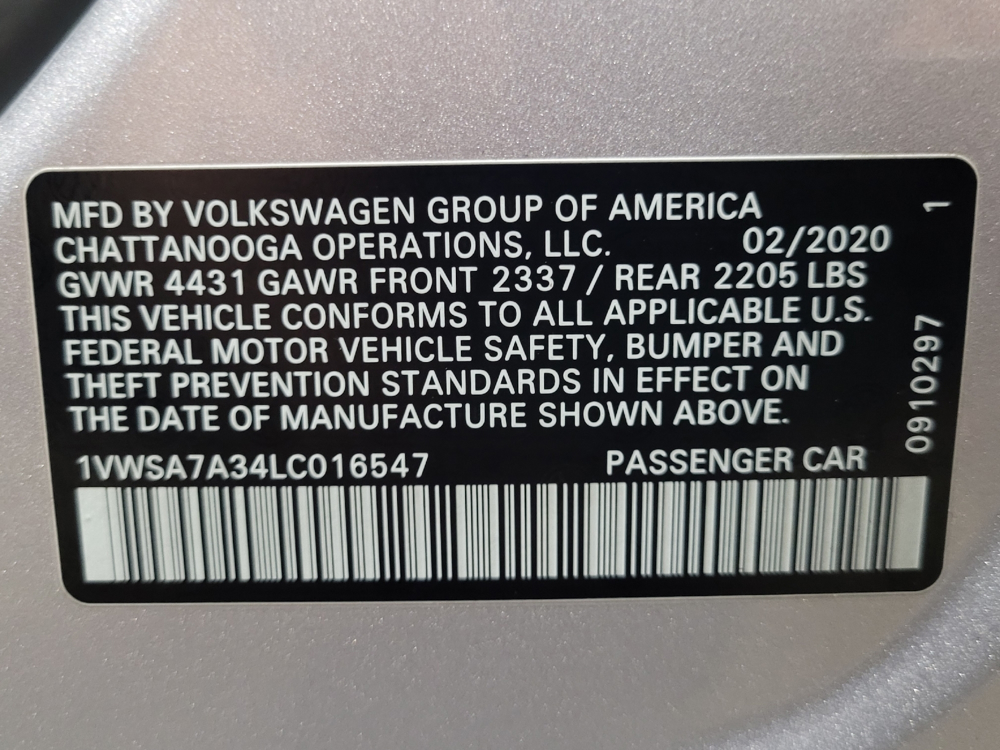 MFD BY VOLKSWAGEN GROUP OF AMERICA
CHATTANOOGA OPERATIONS, LLC. 02/2020
GVWR 4431 GAWR FRONT 2337 / REAR 2205 LBS
THIS VEHICLE CONFORMS TO ALL APPLICABLE U.S.
FEDERAL MOTOR VEHICLE SAFETY, BUMPER AND
THEFT PREVENTION STANDARDS IN EFFECT ON
THE DATE OF MANUFACTURE SHOWN ABOVE.
1VWSA7A34LC016547 PASSENGER CAR
0910297 1